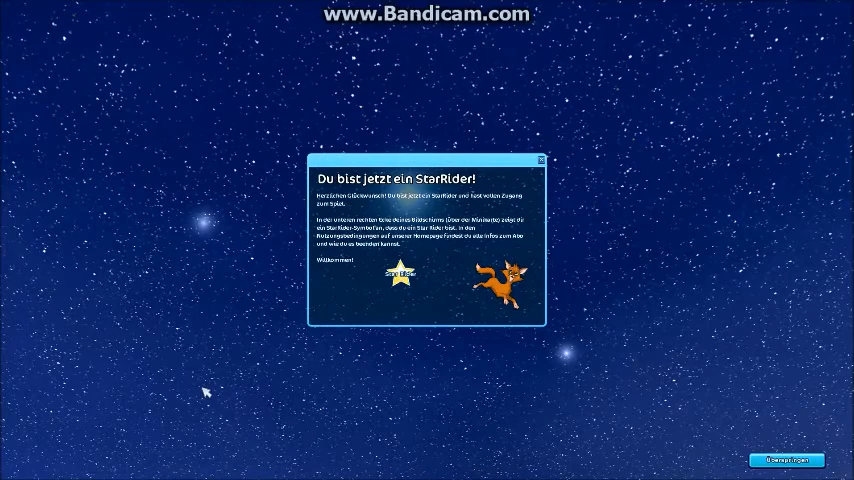 www.Bandicam.com
Du bist jetzt ein StarRider!
Herzlichen Glückwunsch! Du bist jetzt ein StarRider und hast vollen Zugang
zum Spiel.
In der unteren rechten Ecke deines Bildschirms (über der Minikarte) zeigt dir
ein StarRider-Symbol an, dass du ein Star Rider bist. In den
Nutzungsbedingungen auf unserer Homepage findest du alle Infos zum Abo
und wie du es beenden kannst.
Willkommen!
Star Rider
Überspringen